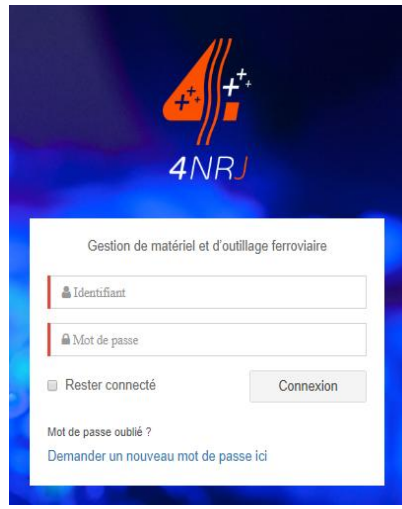 4NRJ
Gestion de matériel et d'outillage ferroviaire
Identifiant
Mot de passe
Rester connecté
Connexion
Mot de passe oublié ?
Demander un nouveau mot de passe ici